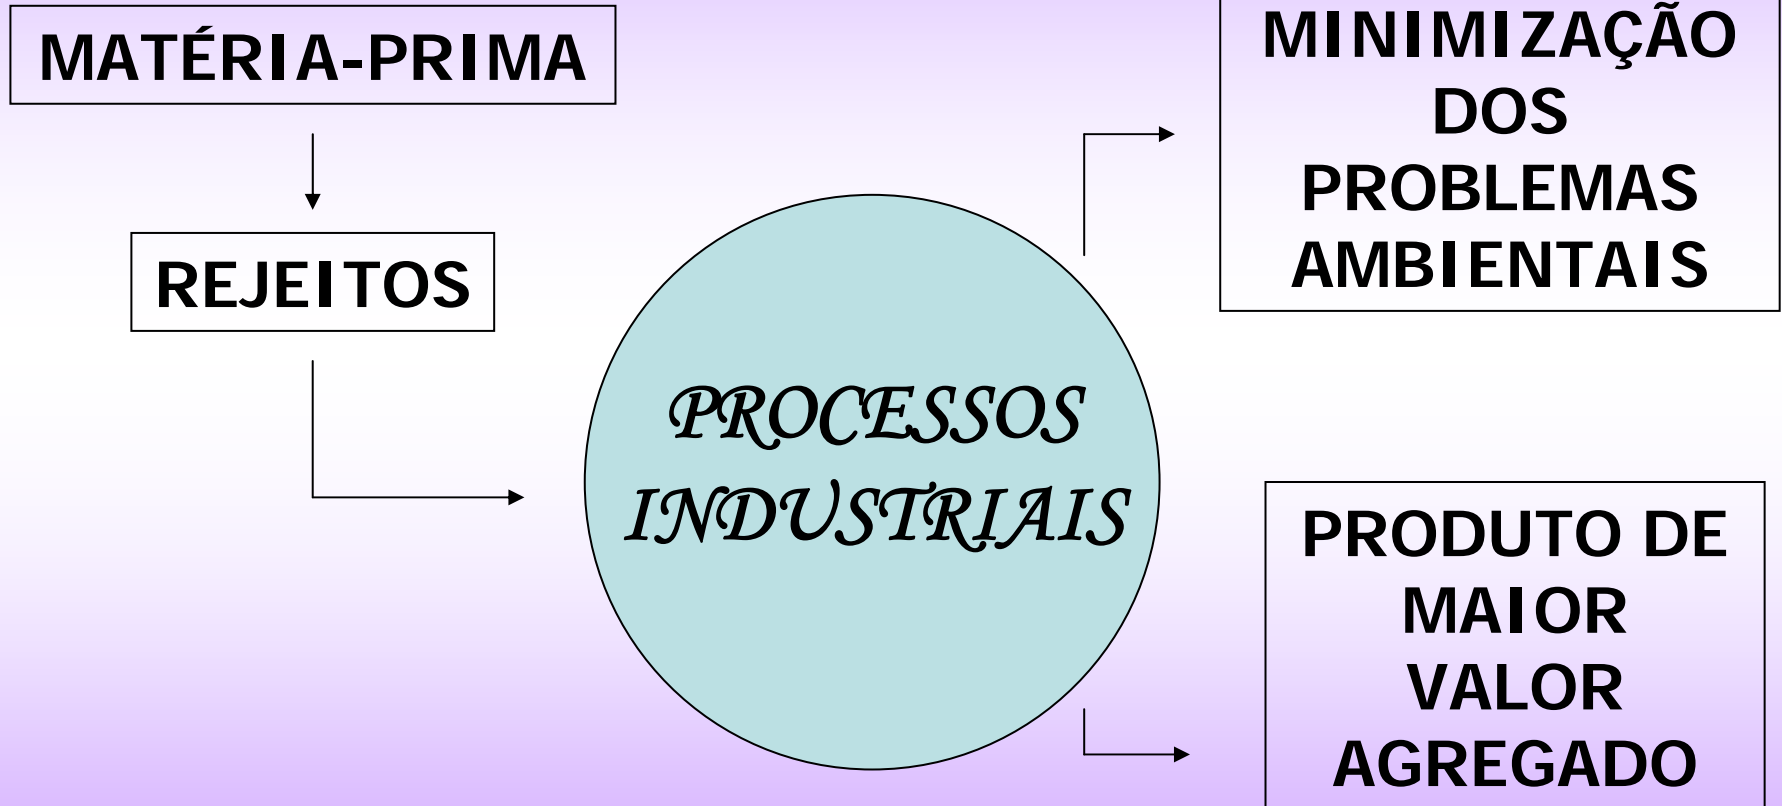 MATÉRIA-PRIMA
REJEITOS
PROCESSOS
INDUSTRIAIS
MINIMIZAÇÃO
DOS
PROBLEMAS
AMBIENTAIS
PRODUTO DE
MAIOR
VALOR
AGREGADO